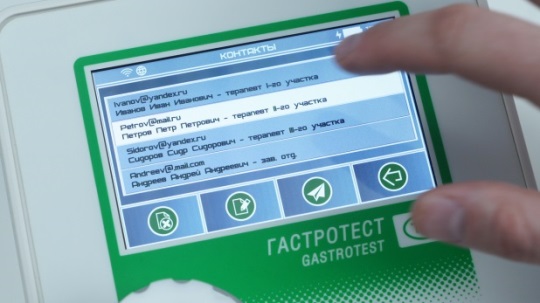 КОНТАКТЫ
Ivanov@yandex.ru
Иванов Иван Иванович - терапевт I-го участка
Petrov@mail.ru
Петров Петр Петрович - терапевт II-го участка
Sidorov@yandex.ru
Сидоров Сидр Сидорович - терапевт III-го участка
Andreev@mail.com
Андреев Андрей Андреевич - зав. отд.
ГАСТРОТЕСТ
GASTROTEST